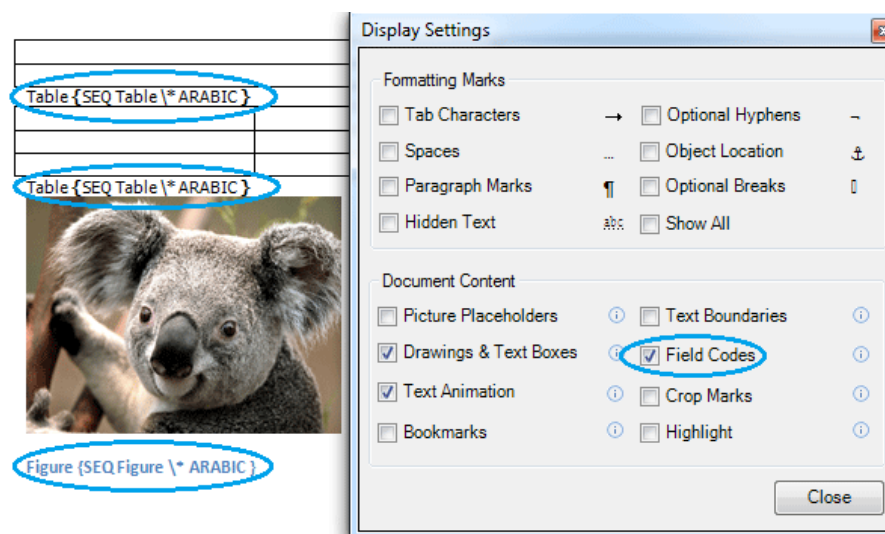 Table {SEQ Table \* ARABIC }
Table {SEQ Table \* ARABIC }
Figure {SEQ Figure \* ARABIC }
Display Settings
Formatting Marks
Tab Characters →
Optional Hyphens ¬
Spaces ...
Object Location
Paragraph Marks ¶
Optional Breaks
Hidden Text abc
Show All
Document Content
Picture Placeholders
Text Boundaries
Drawings & Text Boxes
Field Codes
Text Animation
Crop Marks
Bookmarks
Highlight
Close